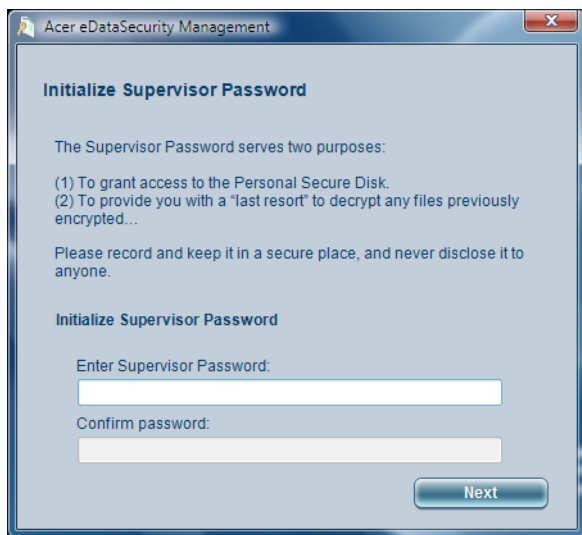 Acer eDataSecurity Management
Initialize Supervisor Password
The Supervisor Password serves two purposes:
(1) To grant access to the Personal Secure Disk.
(2) To provide you with a “last resort” to decrypt any files previously
encrypted...
Please record and keep it in a secure place, and never disclose it to
anyone.
Initialize Supervisor Password
Enter Supervisor Password:
Confirm password:
Next